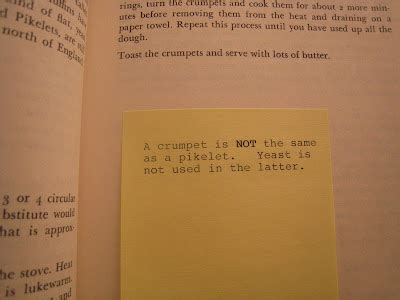 of flat,
Pikelets, are
north of England
3 or 4 circular
bstitute would
hat is approx-
he stove. Heat
is lukewarm.
and
rings, turn the crumpets and cook them for about 2 more min-
utes before removing them from the heat and draining on a
paper towel. Repeat this process until you have used up all the
dough.
Toast the crumpets and serve with lots of butter.
A crumpet is NOT the same
as a pikelet. Yeast is
not used in the latter.